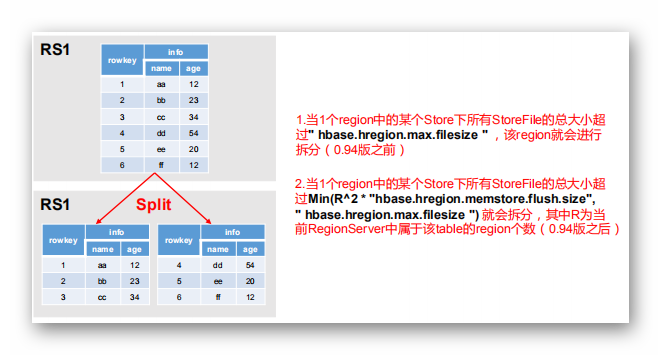 RS1
rowkey info
name age
1 aa 12
2 bb 23
3 cc 34
4 dd 54
5 ee 20
6 ff 12
RS1
Split
rowkey info
name age
1 aa 12
2 bb 23
3 cc 34
rowkey info
name age
4 dd 54
5 ee 20
6 ff 12
1.当1个region中的某个Store下所有StoreFile的总大小超
过" hbase.hregion.max.filesize "，该region就会进行
拆分（0.94版之前）
2.当1个region中的某个Store下所有StoreFile的总大小超
过Min(R^2 * "hbase.hregion.memstore.flush.size",
" hbase.hregion.max.filesize ") 就会拆分，其中R为当
前RegionServer中属于该table的region个数（0.94版之后）